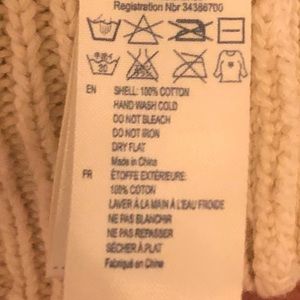 Registration Nbr 34386700
30
EN SHELL: 100% COTTON
HAND WASH COLD
DO NOT BLEACH
DO NOT IRON
DRY FLAT
Made in China
FR ÉTOFFE EXTÉRIEURE:
100% COTON
LAVER À LA MAIN À L'EAU FROIDE
NE PAS BLANCHIR
NE PAS REPASSER
SÉCHER À PLAT
Fabriqué en Chine